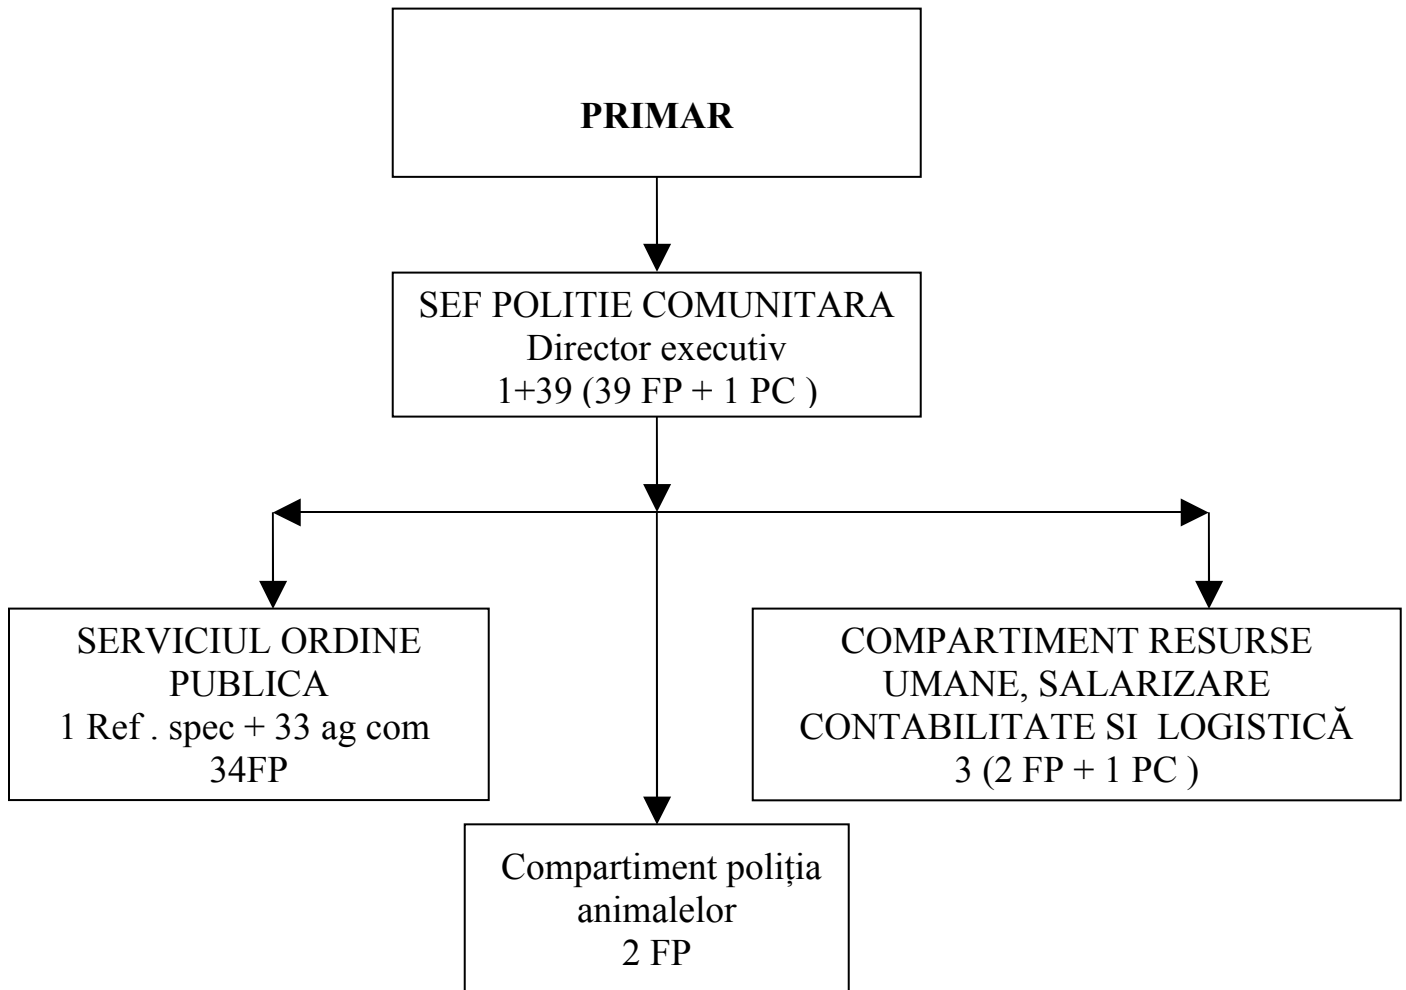 PRIMAR
SEF POLITIE COMUNITARA
Director executiv
1+39 (39 FP + 1 PC )
SERVICIUL ORDINE
PUBLICA
1 Ref . spec + 33 ag com
34FP
COMPARTIMENT RESURSE
UMANE, SALARIZARE
CONTABILITATE SI LOGISTICĂ
3 (2 FP + 1 PC )
Compartiment poliția
animalelor
2 FP